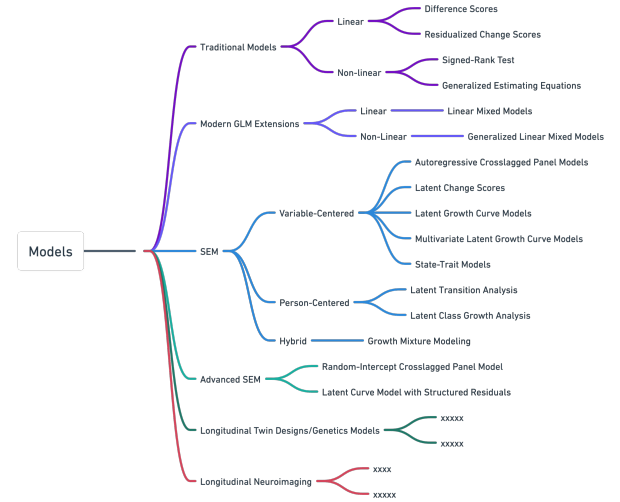 Models
Traditional Models
Linear
Difference Scores
Residualized Change Scores
Non-linear
Signed-Rank Test
Generalized Estimating Equations
Modern GLM Extensions
Linear
Linear Mixed Models
Non-Linear
Generalized Linear Mixed Models
SEM
Variable-Centered
Autoregressive Crosslagged Panel Models
Latent Change Scores
Latent Growth Curve Models
Multivariate Latent Growth Curve Models
State-Trait Models
Person-Centered
Latent Transition Analysis
Latent Class Growth Analysis
Hybrid
Growth Mixture Modeling
Advanced SEM
Random-Intercept Crosslagged Panel Model
Latent Curve Model with Structured Residuals
Longitudinal Twin Designs/Genetics Models
xxxxx
xxxxx
Longitudinal Neuroimaging
xxxx
xxxxx